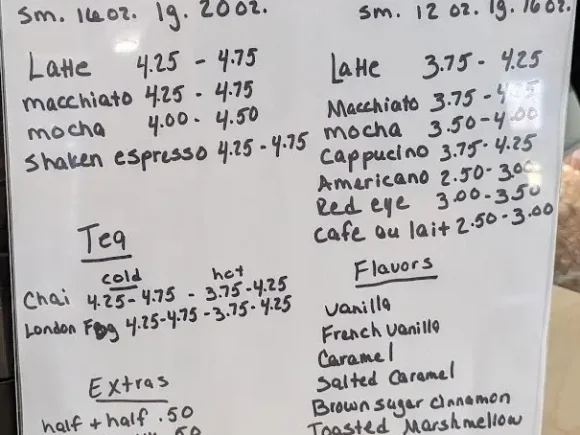 Sm. 16oz. lg. 20oz.
Latte 4.25 - 4.75
macchiato 4.25 - 4.75
mocha 4.00 - 4.50
Shaken espresso 4.25 - 4.75
Tea
cold hot
Chai 4.25 - 4.75 - 3.75 - 4.25
London Fog 4.25 - 4.75 - 3.75 - 4.25
Extras
half + half .50
.50
Sm. 12 oz. lg. 16oz.
Latte 3.75 - 4.25
Macchiato 3.75 -
mocha 3.50 - 4.00
Cappucino 3.75 - 4.25
Americano 2.50 - 3.00
Red eye 3.00 - 3.50
Cafe au lait 2.50 - 3.00
Flavors
Vanilla
French Vanilla
Caramel
Salted Caramel
Brown sugar cinnamon
Toasted Marshmellow